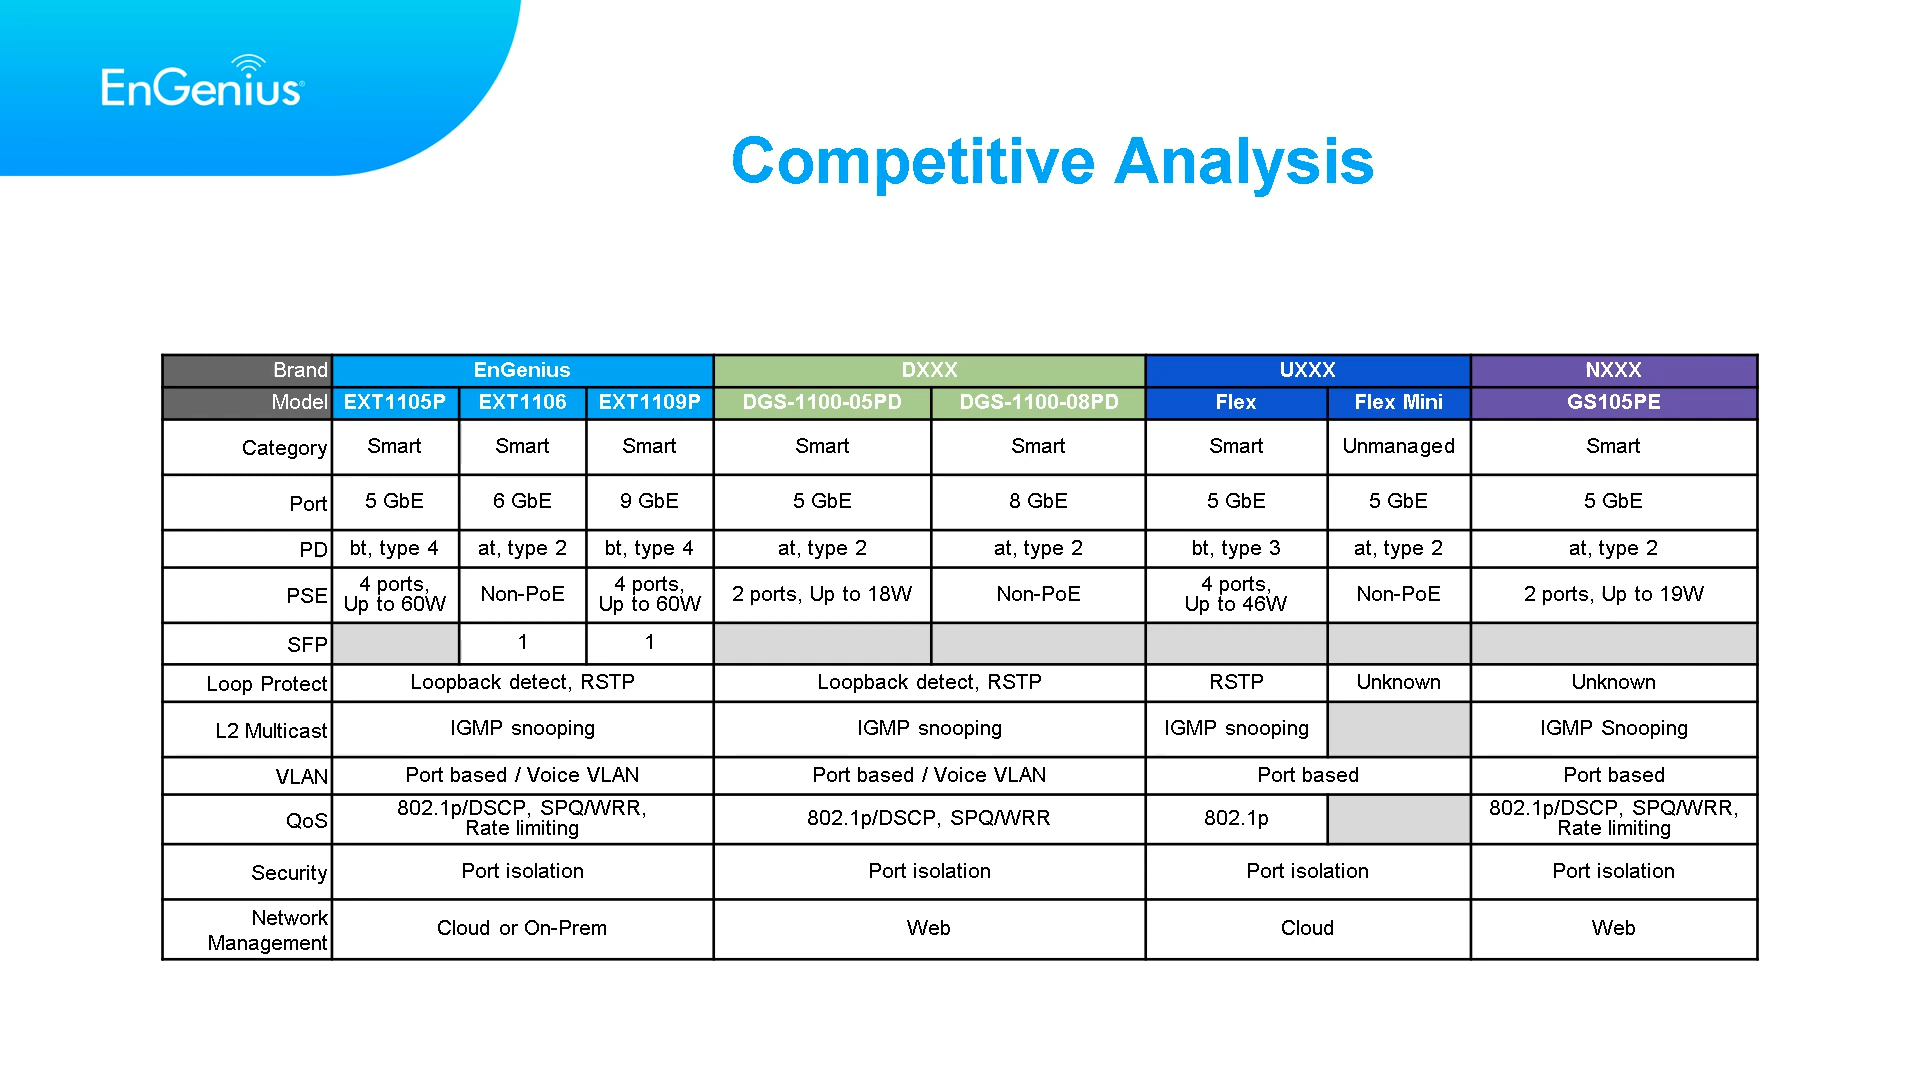 EnGenius
Competitive Analysis
Brand EnGenius DXXX UXXX NXXX
Model EXT1105P EXT1106 EXT1109P DGS-1100-05PD DGS-1100-08PD Flex Flex Mini GS105PE
Category Smart Smart Smart Smart Smart Smart Unmanaged Smart
Port 5 GbE 6 GbE 9 GbE 5 GbE 8 GbE 5 GbE 5 GbE 5 GbE
PD bt, type 4 at, type 2 bt, type 4 at, type 2 at, type 2 bt, type 3 at, type 2 at, type 2
PSE 4 ports, Up to 60W Non-PoE 4 ports, Up to 60W 2 ports, Up to 18W Non-PoE 4 ports, Up to 46W Non-PoE 2 ports, Up to 19W
SFP 1 1
Loop Protect Loopback detect, RSTP Loopback detect, RSTP RSTP Unknown Unknown
L2 Multicast IGMP snooping IGMP snooping IGMP snooping IGMP Snooping
VLAN Port based / Voice VLAN Port based / Voice VLAN Port based Port based
QoS 802.1p/DSCP, SPQ/WRR, Rate limiting 802.1p/DSCP, SPQ/WRR 802.1p 802.1p/DSCP, SPQ/WRR, Rate limiting
Security Port isolation Port isolation Port isolation Port isolation
Network Management Cloud or On-Prem Web Cloud Web